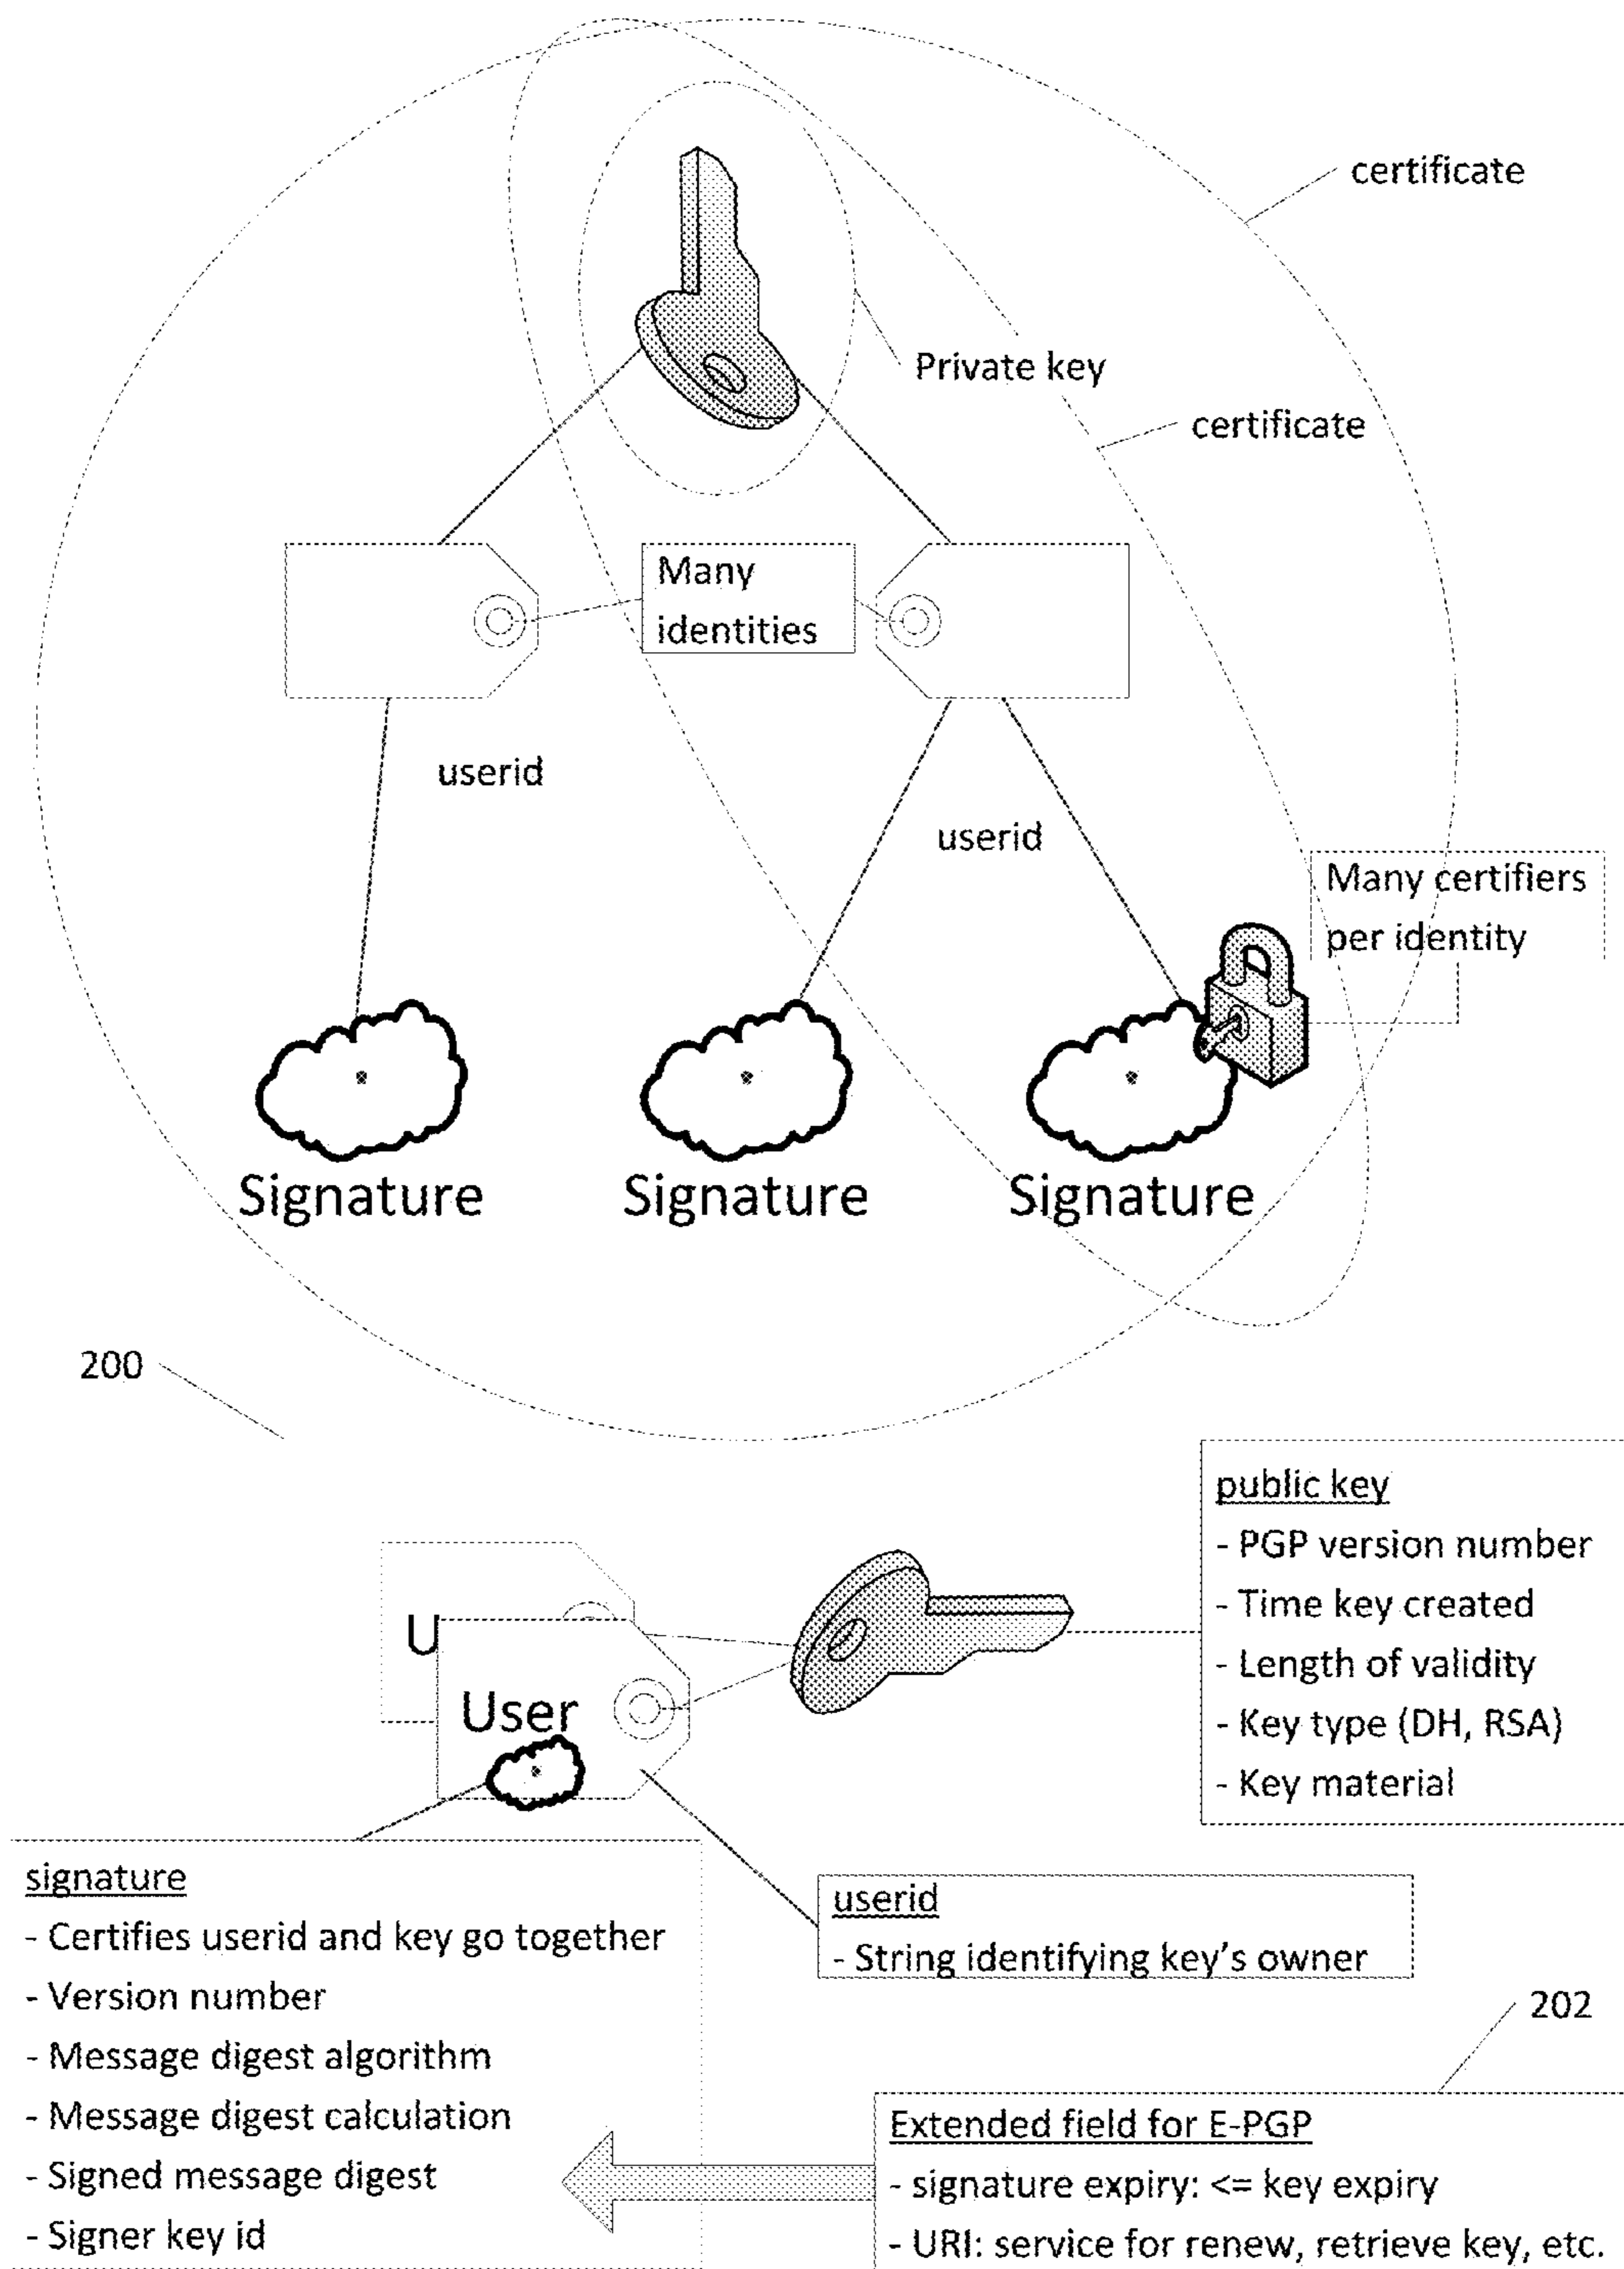 certificate
Private key
certificate
Many
identities
userid
userid
Many certifiers
per identity
Signature
Signature
Signature
200
public key
- PGP version number
- Time key created
- Length of validity
- Key type (DH, RSA)
- Key material
U
User
signature
- Certifies userid and key go together
- Version number
- Message digest algorithm
- Message digest calculation
- Signed message digest
- Signer key id
userid
- String identifying key's owner
202
Extended field for E-PGP
- signature expiry: <= key expiry
- URI: service for renew, retrieve key, etc.